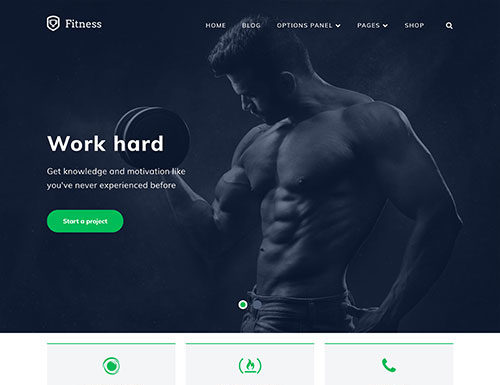 Fitness
HOME BLOG OPTIONS PANEL PAGES SHOP
Work hard
Get knowledge and motivation like
you've never experienced before
Start a project